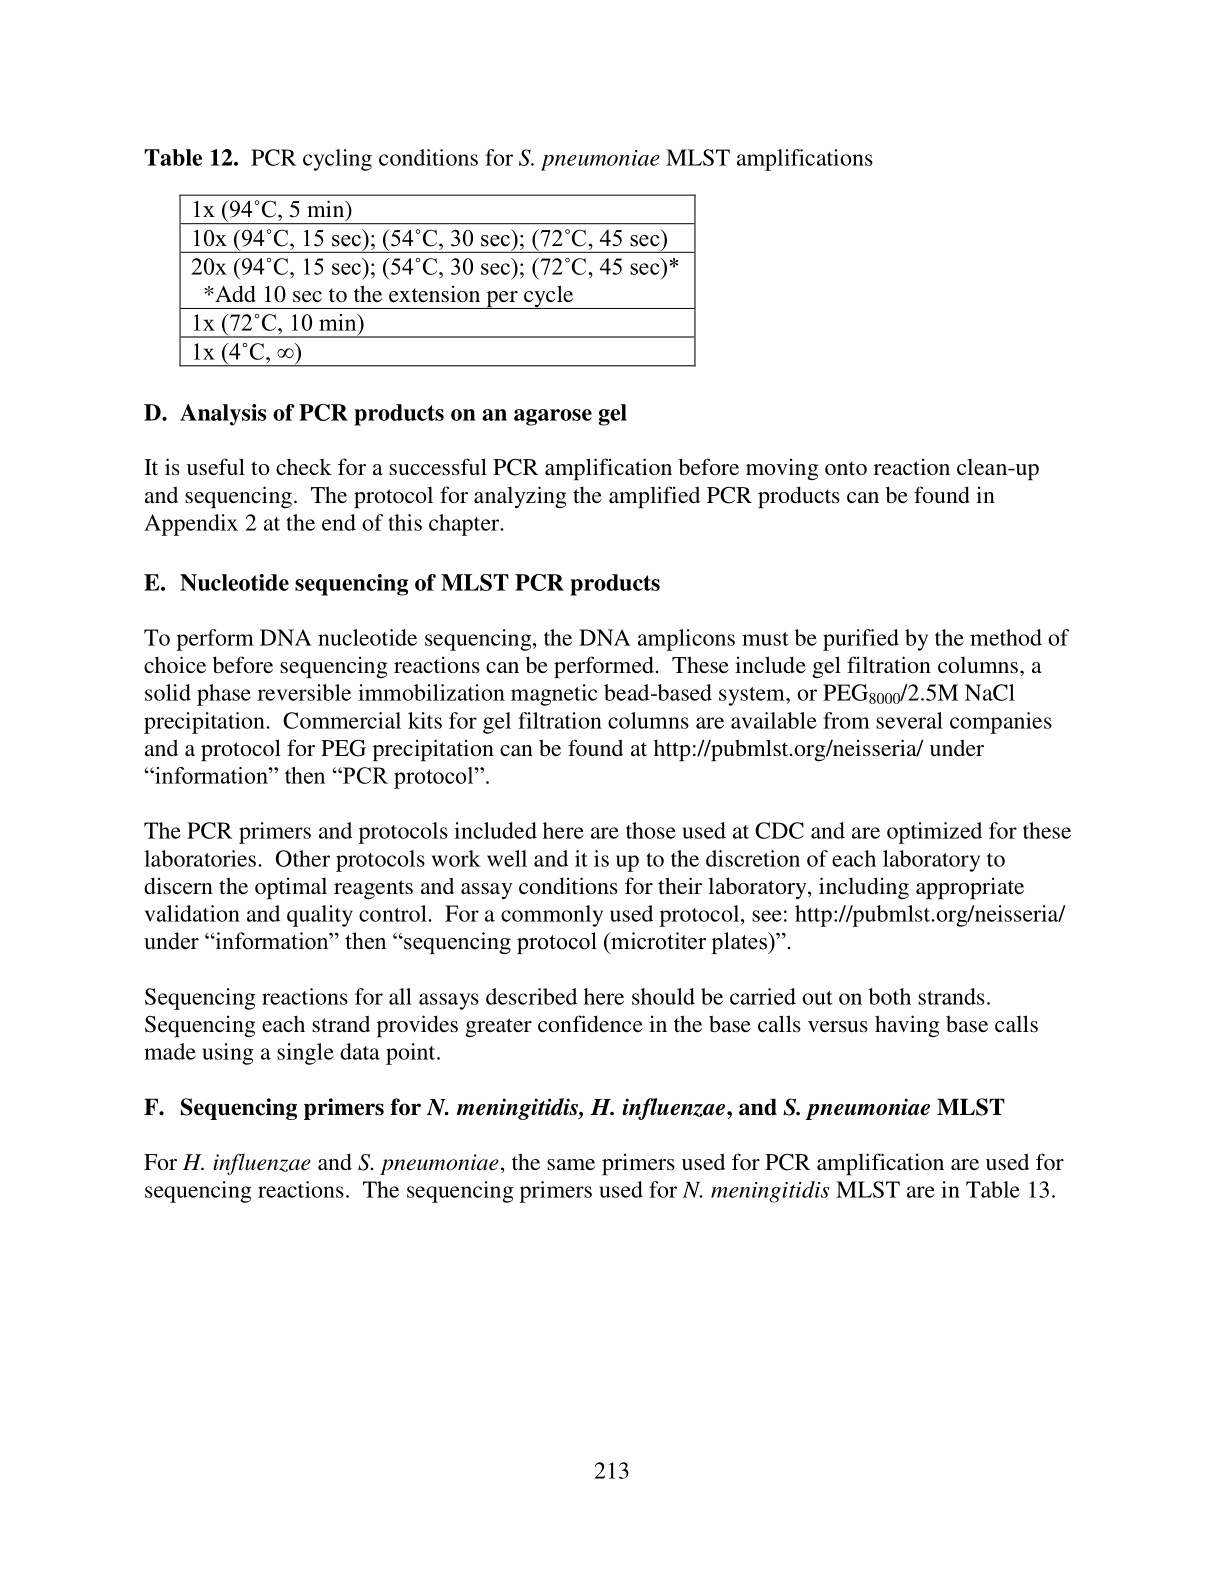 Table 12.  PCR cycling conditions for S. pneumoniae MLST amplifications
1x (94˚C, 5 min)
10x (94˚C, 15 sec); (54˚C, 30 sec); (72˚C, 45 sec)
20x (94˚C, 15 sec); (54˚C, 30 sec); (72˚C, 45 sec)*
*Add 10 sec to the extension per cycle
1x (72˚C, 10 min)
1x (4˚C, ∞)
D.  Analysis of PCR products on an agarose gel
It is useful to check for a successful PCR amplification before moving onto reaction clean-up
and sequencing.  The protocol for analyzing the amplified PCR products can be found in
Appendix 2 at the end of this chapter.
E.  Nucleotide sequencing of MLST PCR products
To perform DNA nucleotide sequencing, the DNA amplicons must be purified by the method of
choice before sequencing reactions can be performed.  These include gel filtration columns, a
solid phase reversible immobilization magnetic bead-based system, or PEG8000/2.5M NaCl
precipitation.  Commercial kits for gel filtration columns are available from several companies
and a protocol for PEG precipitation can be found at http://pubmlst.org/neisseria/ under
“information” then “PCR protocol”.
The PCR primers and protocols included here are those used at CDC and are optimized for these
laboratories.  Other protocols work well and it is up to the discretion of each laboratory to
discern the optimal reagents and assay conditions for their laboratory, including appropriate
validation and quality control.  For a commonly used protocol, see: http://pubmlst.org/neisseria/
under “information” then “sequencing protocol (microtiter plates)”.
Sequencing reactions for all assays described here should be carried out on both strands.
Sequencing each strand provides greater confidence in the base calls versus having base calls
made using a single data point.
F.  Sequencing primers for N. meningitidis, H. influenzae, and S. pneumoniae MLST
For H. influenzae and S. pneumoniae, the same primers used for PCR amplification are used for
sequencing reactions.  The sequencing primers used for N. meningitidis MLST are in Table 13.
213